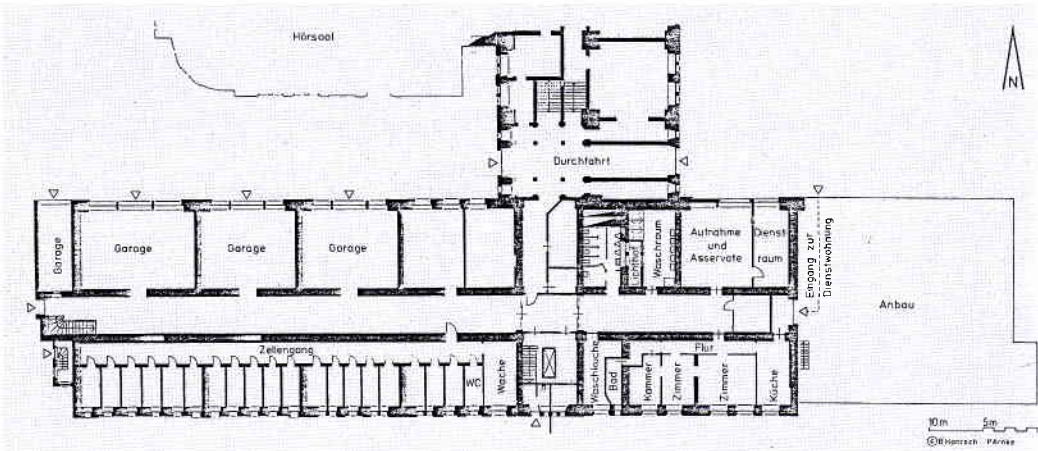 Hörsaal
N
Durchfahrt
Garage
Garage
Garage
Garage
Lichthof
Waschraum
Aufnahme
und
Asservate
Dienst
raum
Eingang zur
Dienstwohnung
Anbau
Zellengang
WC
Wache
Waschküche
Bad
Flur
Kammer
Zimmer
Zimmer
Küche
10m 5m
©